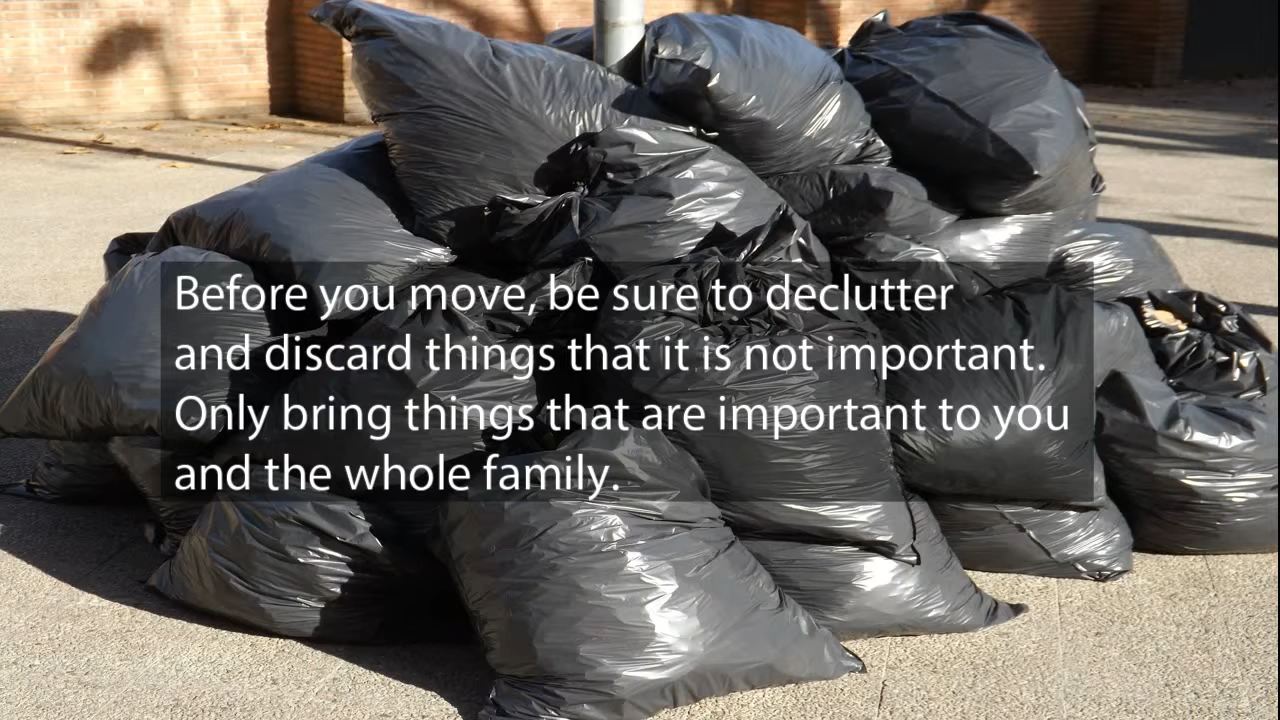 Before you move, be sure to declutter
and discard things that it is not important.
Only bring things that are important to you
and the whole family.